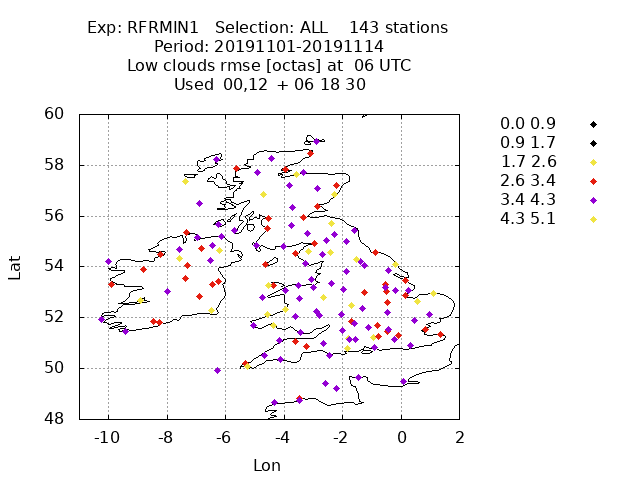 Exp: RFRMIN1   Selection: ALL    143 stations
Period: 20191101-20191114
Low clouds rmse [octas] at  06 UTC
Used  00,12  + 06 18 30
60
58
56
54
52
50
48
Lat
-10 -8 -6 -4 -2 0 2
Lon
0.0 0.9
0.9 1.7
1.7 2.6
2.6 3.4
3.4 4.3
4.3 5.1